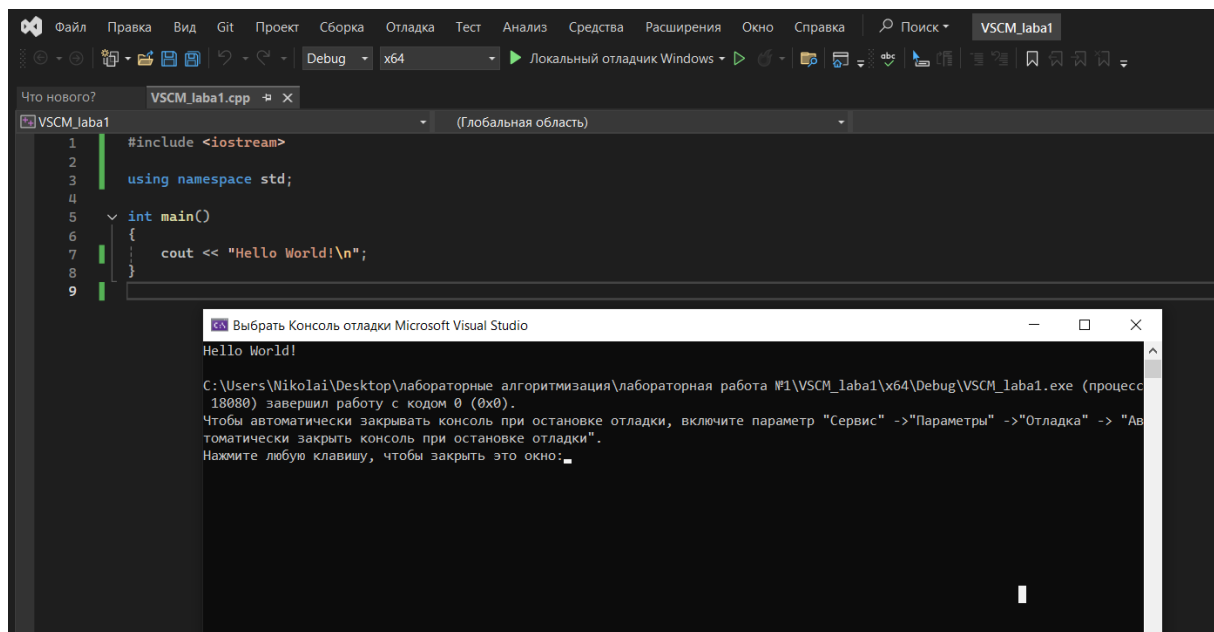 Файл Правка Вид Git Проект Сборка Отладка Тест Анализ Средства Расширения Окно Справка Поиск VSCM_laba1
Debug x64 Локальный отладчик Windows abc
Что нового? VSCM_laba1.cpp
VSCM_laba1 (Глобальная область)
1 #include <iostream>
2
3 using namespace std;
4
5 int main()
6 {
7 cout << "Hello World!\n";
8 }
9
C:\ Выбрать Консоль отладки Microsoft Visual Studio
Hello World!
C:\Users\Nikolai\Desktop\лабораторные алгоритмизация\лабораторная работа №1\VSCM_laba1\x64\Debug\VSCM_laba1.exe (процесс
18080) завершил работу с кодом 0 (0x0).
Чтобы автоматически закрывать консоль при остановке отладки, включите параметр "Сервис" ->"Параметры" ->"Отладка" -> "Ав
томатически закрыть консоль при остановке отладки".
Нажмите любую клавишу, чтобы закрыть это окно: